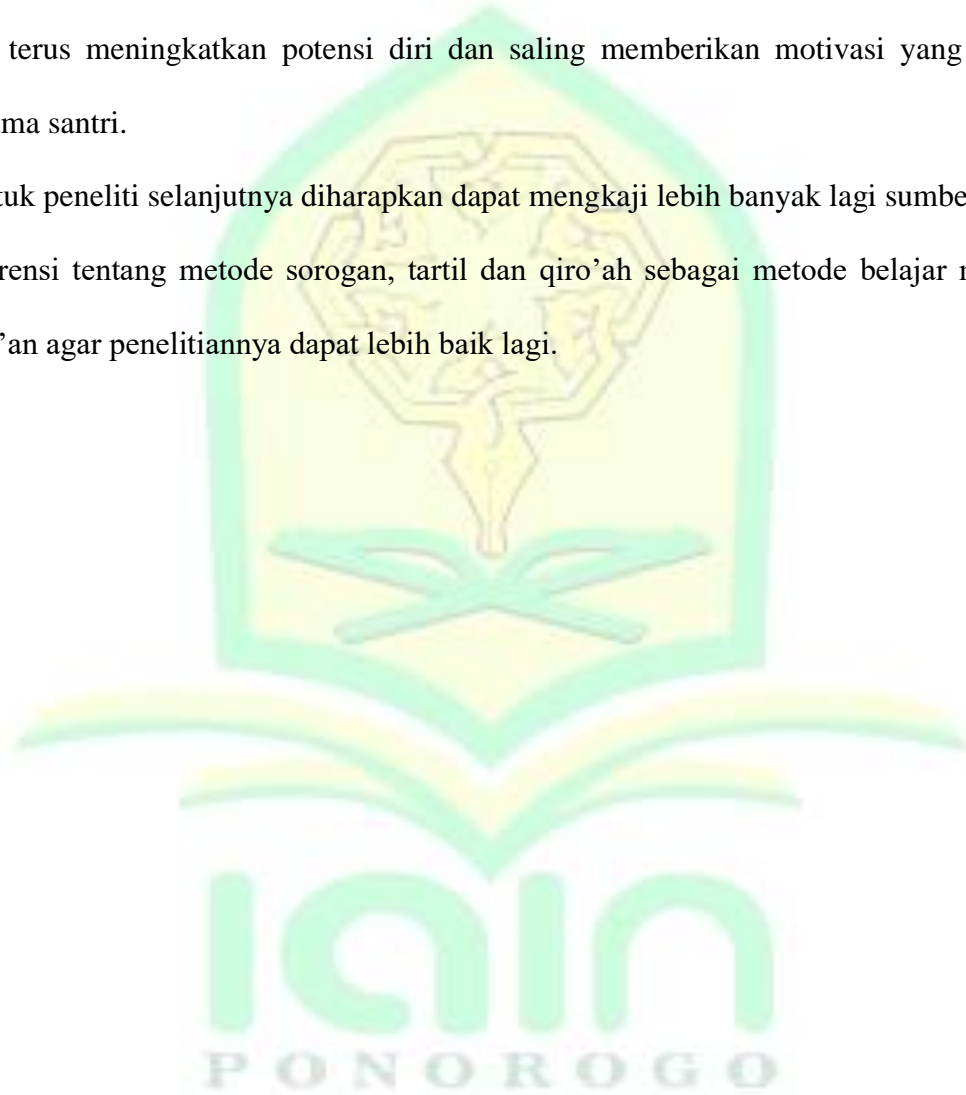 terus meningkatkan potensi diri dan saling memberikan motivasi yang
ma santri.
tuk peneliti selanjutnya diharapkan dapat mengkaji lebih banyak lagi sumbe
rensi tentang metode sorogan, tartil dan qiro’ah sebagai metode belajar
’an agar penelitiannya dapat lebih baik lagi.
iain
PONOROGO